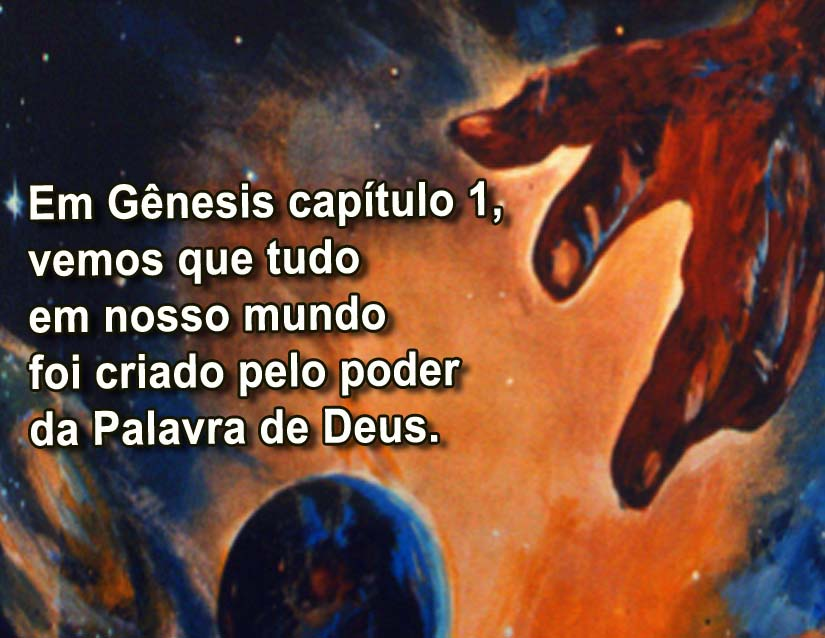 Em Gênesis capítulo 1,
vemos que tudo
em nosso mundo
foi criado pelo poder
da Palavra de Deus.